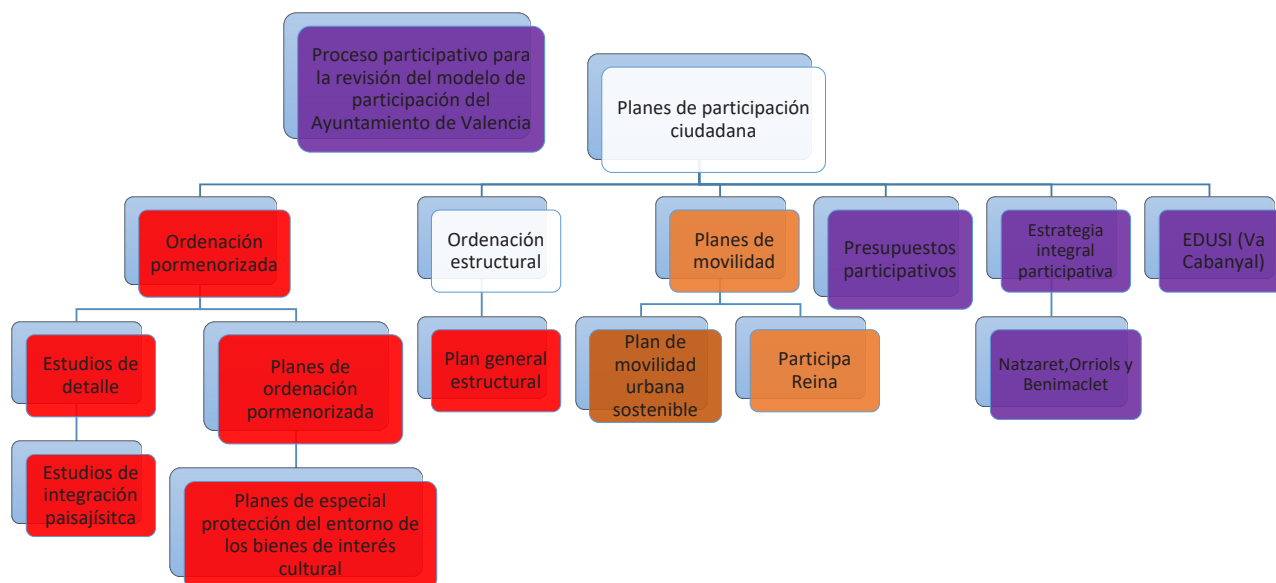 Proceso participativo para
la revisión del modelo de
participación del
Ayuntamiento de Valencia
Planes de participación
ciudadana
Ordenación
pormenorizada
Ordenación
estructural
Planes de
movilidad
Presupuestos
participativos
Estrategia
integral
participativa
EDUSI (Va
Cabanyal)
Estudios de
detalle
Planes de
ordenación
pormenorizada
Plan general
estructural
Plan de
movilidad
urbana
sostenible
Participa
Reina
Natzaret,Orriols y
Benimaclet
Estudios de
integración
paisajísitca
Planes de especial
protección del entorno de
los bienes de interés
cultural